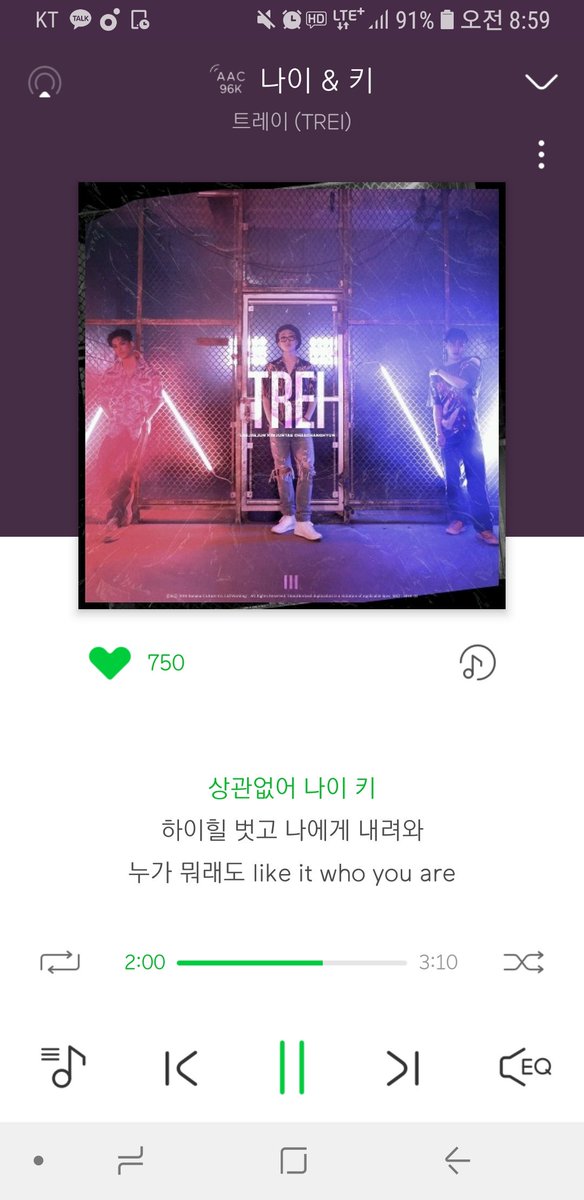 KT TALK HD LTE+ 91% 오전 8:59
AAC 96K 나이 & 키
트레이 (TREI)
TREI
750
상관없어 나이 키
하이힐 벗고 나에게 내려와
누가 뭐래도 like it who you are
2:00 3:10
EQ